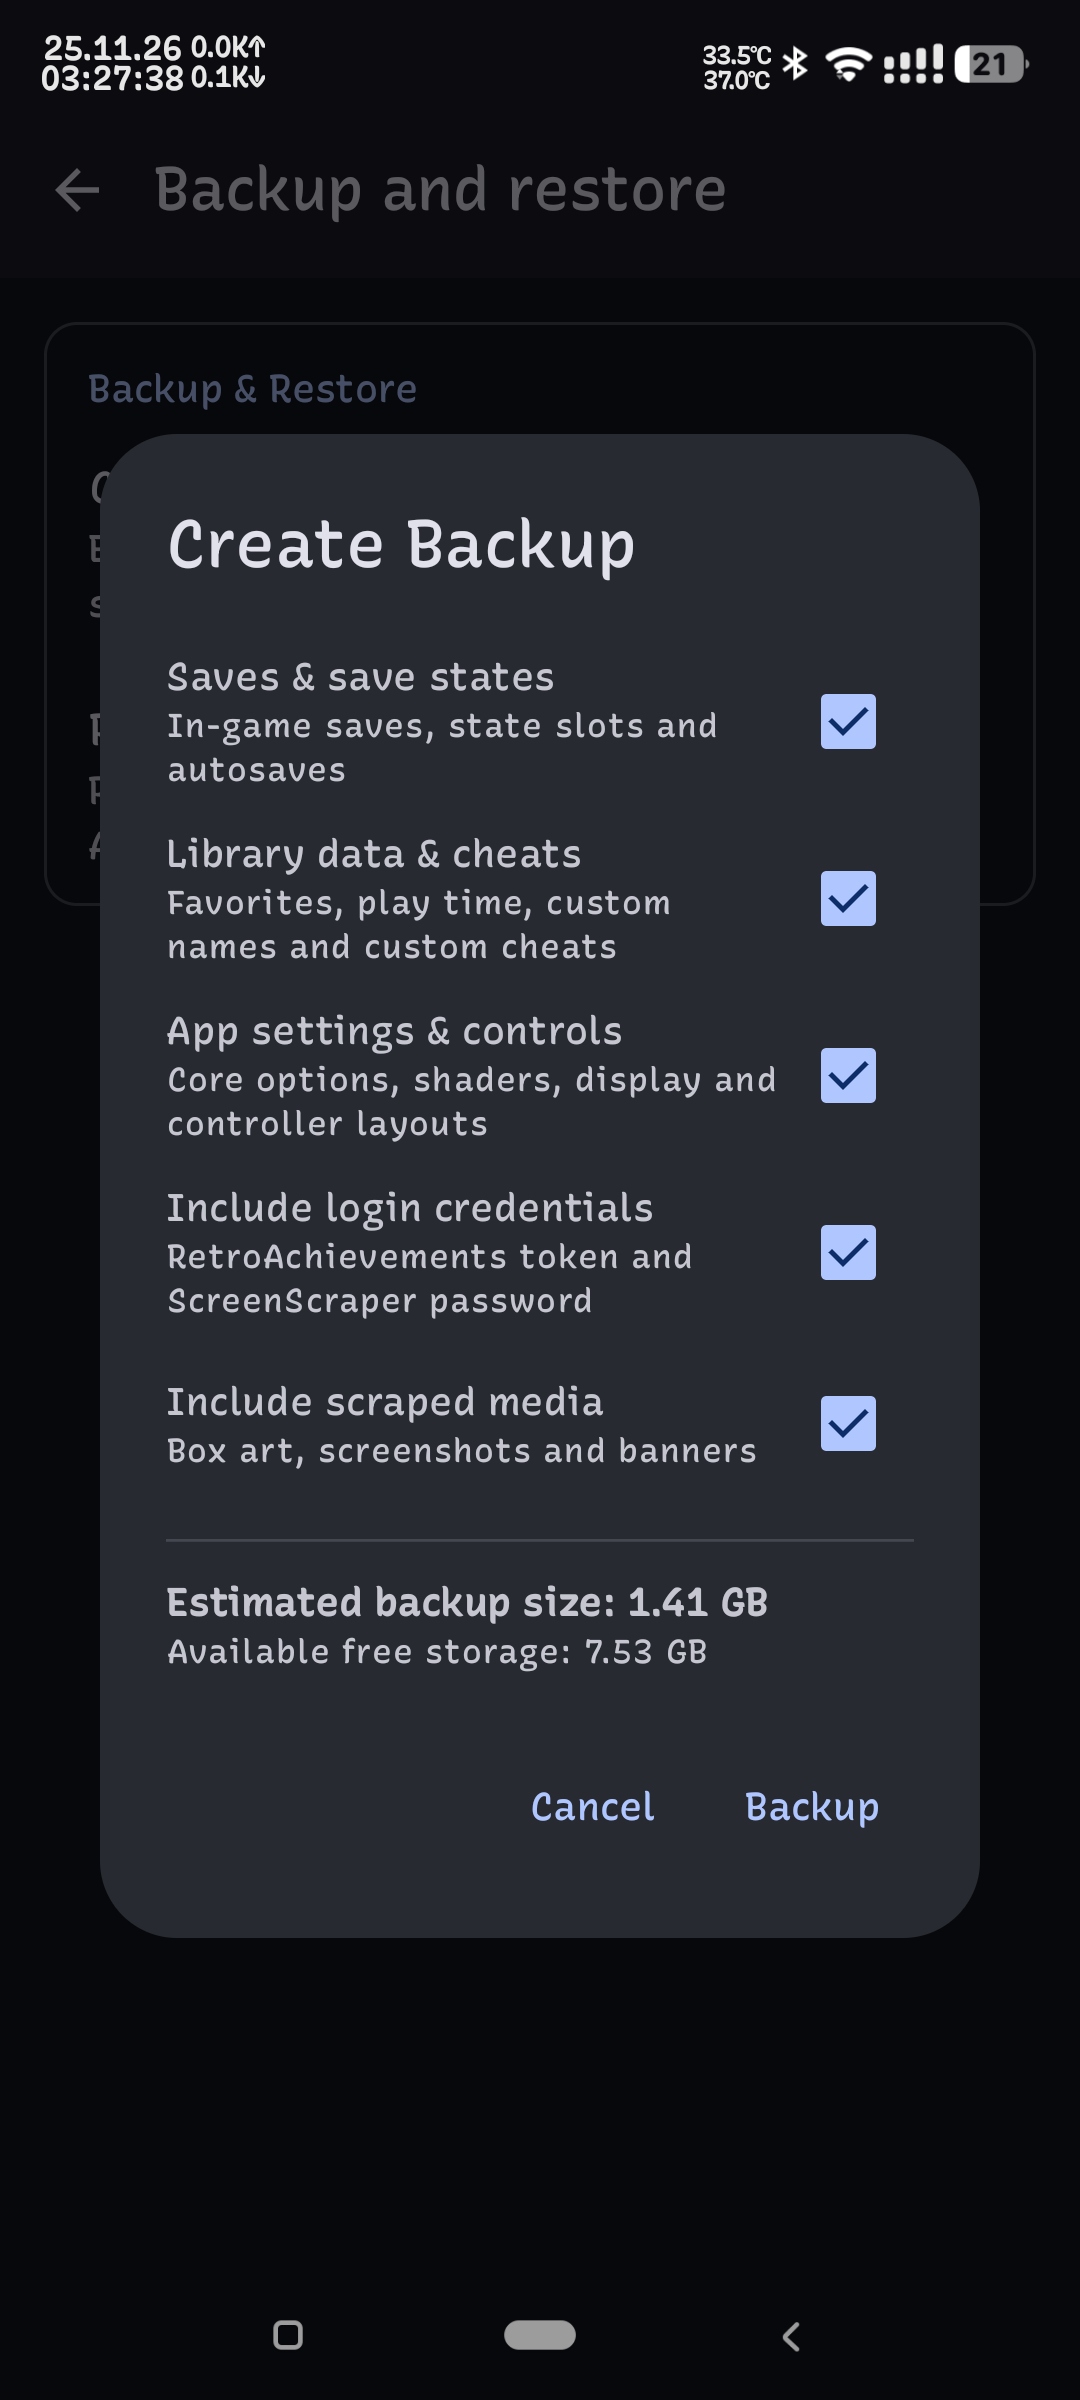 25.11.26 0.0K↑
03:27:38 0.1K↓
33.5°C
37.0°C
21
Backup and restore
Backup & Restore
Create Backup
Saves & save states
In-game saves, state slots and
autosaves
Library data & cheats
Favorites, play time, custom
names and custom cheats
App settings & controls
Core options, shaders, display and
controller layouts
Include login credentials
RetroAchievements token and
ScreenScraper password
Include scraped media
Box art, screenshots and banners
Estimated backup size: 1.41 GB
Available free storage: 7.53 GB
Cancel Backup